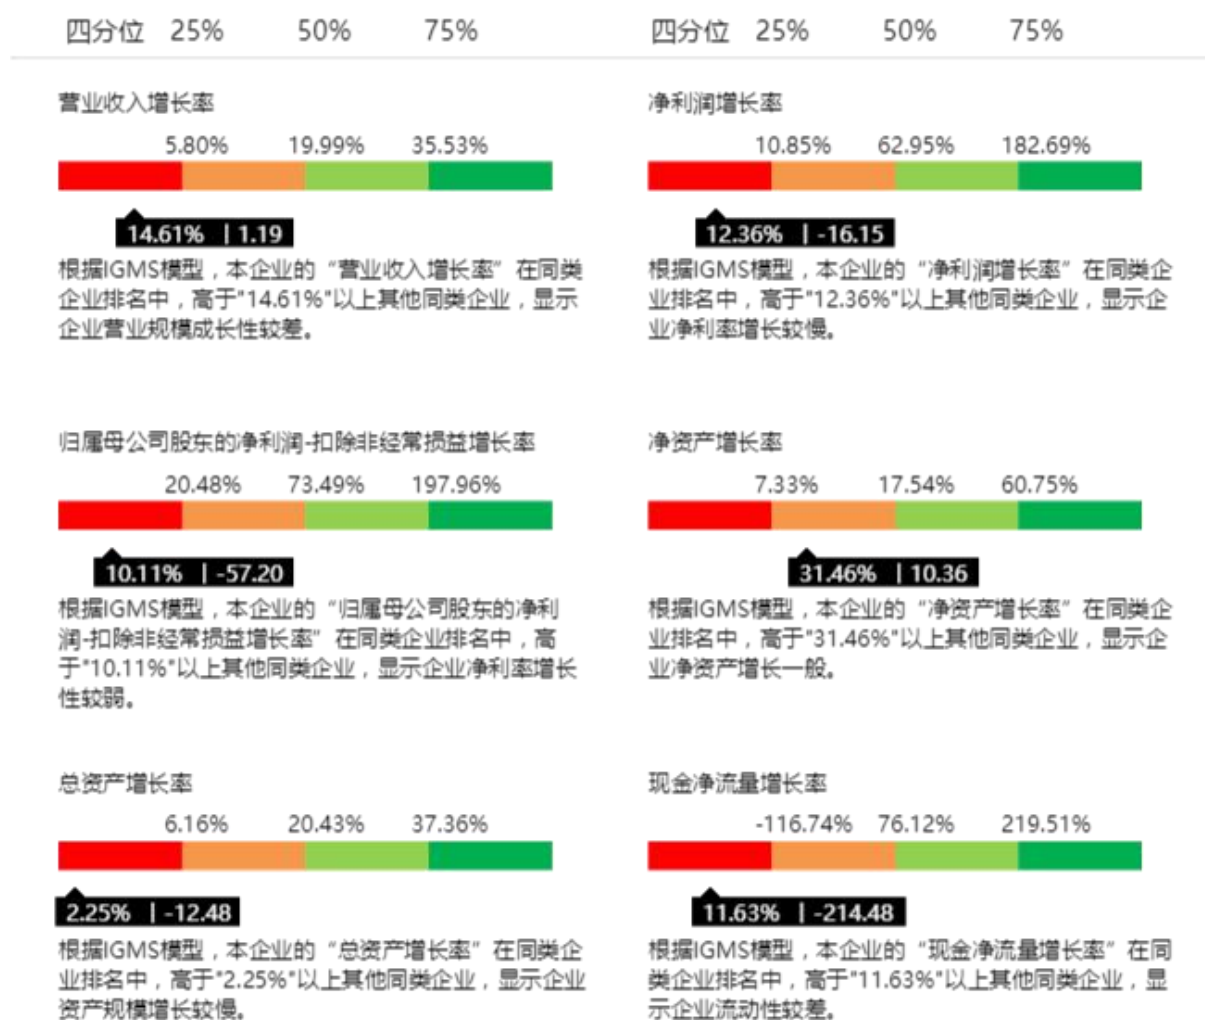 四分位 25% 50% 75%
四分位 25% 50% 75%
营业收入增长率
5.80% 19.99% 35.53%
14.61% | 1.19
根据IGMS模型，本企业的“营业收入增长率”在同类
企业排名中，高于"14.61%"以上其他同类企业，显示
企业营业规模成长性较差。
净利润增长率
10.85% 62.95% 182.69%
12.36% | -16.15
根据IGMS模型，本企业的“净利润增长率”在同类企
业排名中，高于"12.36%"以上其他同类企业，显示企
业净利率增长较慢。
归属母公司股东的净利润-扣除非经常损益增长率
20.48% 73.49% 197.96%
10.11% | -57.20
根据IGMS模型，本企业的“归属母公司股东的净利
润-扣除非经常损益增长率”在同类企业排名中，高
于"10.11%"以上其他同类企业，显示企业净利率增长
性较弱。
净资产增长率
7.33% 17.54% 60.75%
31.46% | 10.36
根据IGMS模型，本企业的“净资产增长率”在同类企
业排名中，高于"31.46%"以上其他同类企业，显示企
业净资产增长一般。
总资产增长率
6.16% 20.43% 37.36%
2.25% | -12.48
根据IGMS模型，本企业的“总资产增长率”在同类企
业排名中，高于"2.25%"以上其他同类企业，显示企业
资产规模增长较慢。
现金净流量增长率
-116.74% 76.12% 219.51%
11.63% | -214.48
根据IGMS模型，本企业的“现金净流量增长率”在同
类企业排名中，高于"11.63%"以上其他同类企业，显
示企业流动性较差。